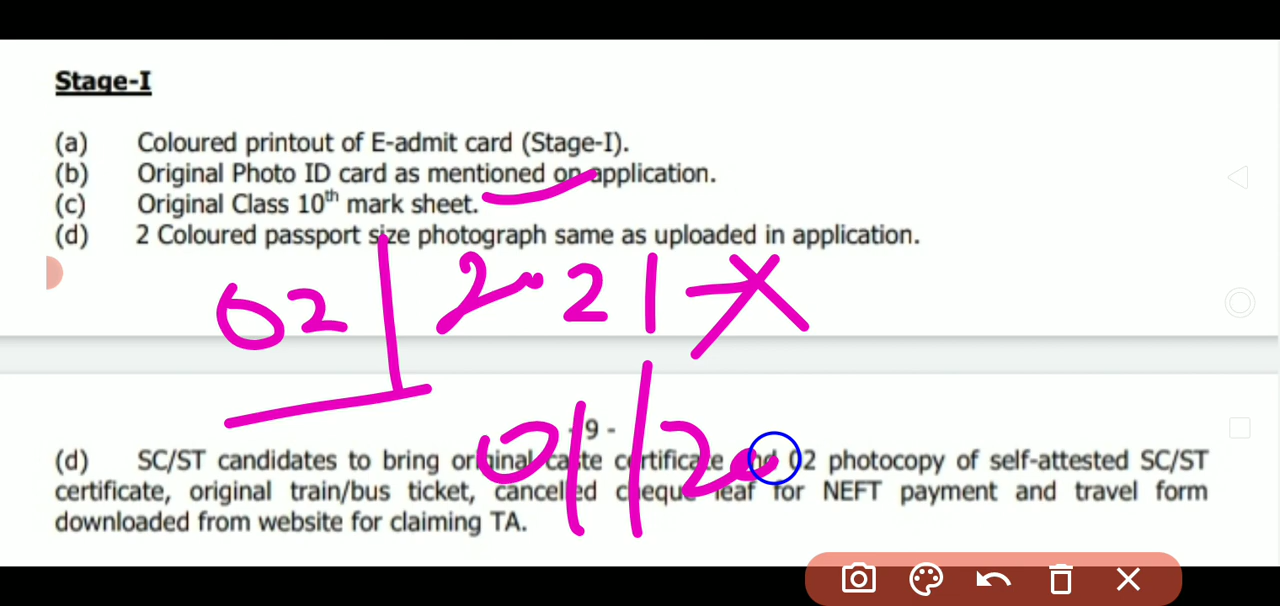 Stage-I
(a) Coloured printout of E-admit card (Stage-I).
(b) Original Photo ID card as mentioned on application.
(c) Original Class 10th mark sheet.
(d) 2 Coloured passport size photograph same as uploaded in application.
02 | 2021 | X
9 -
01/20
(d) SC/ST candidates to bring original caste certificate and 02 photocopy of self-attested SC/ST
certificate, original train/bus ticket, cancelled cheque leaf for NEFT payment and travel form
downloaded from website for claiming TA.